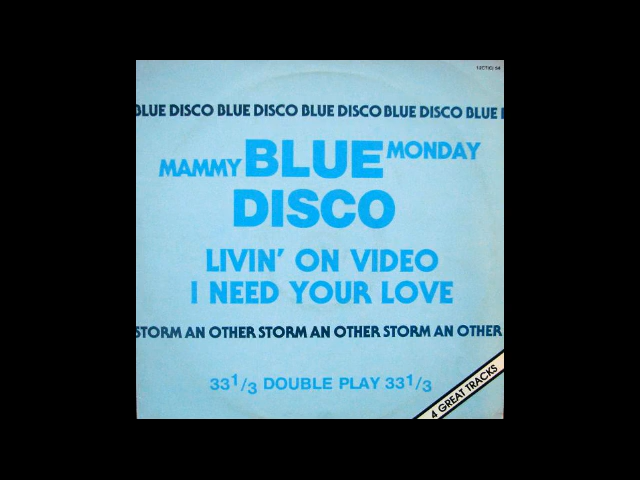 BLUE DISCO BLUE DISCO BLUE DISCO BLUE DISCO BLUE
MAMMY BLUE MONDAY
DISCO
LIVIN' ON VIDEO
I NEED YOUR LOVE
STORM AN OTHER STORM AN OTHER STORM AN OTHER
33 1/3 DOUBLE PLAY 33 1/3
4 GREAT TRACKS